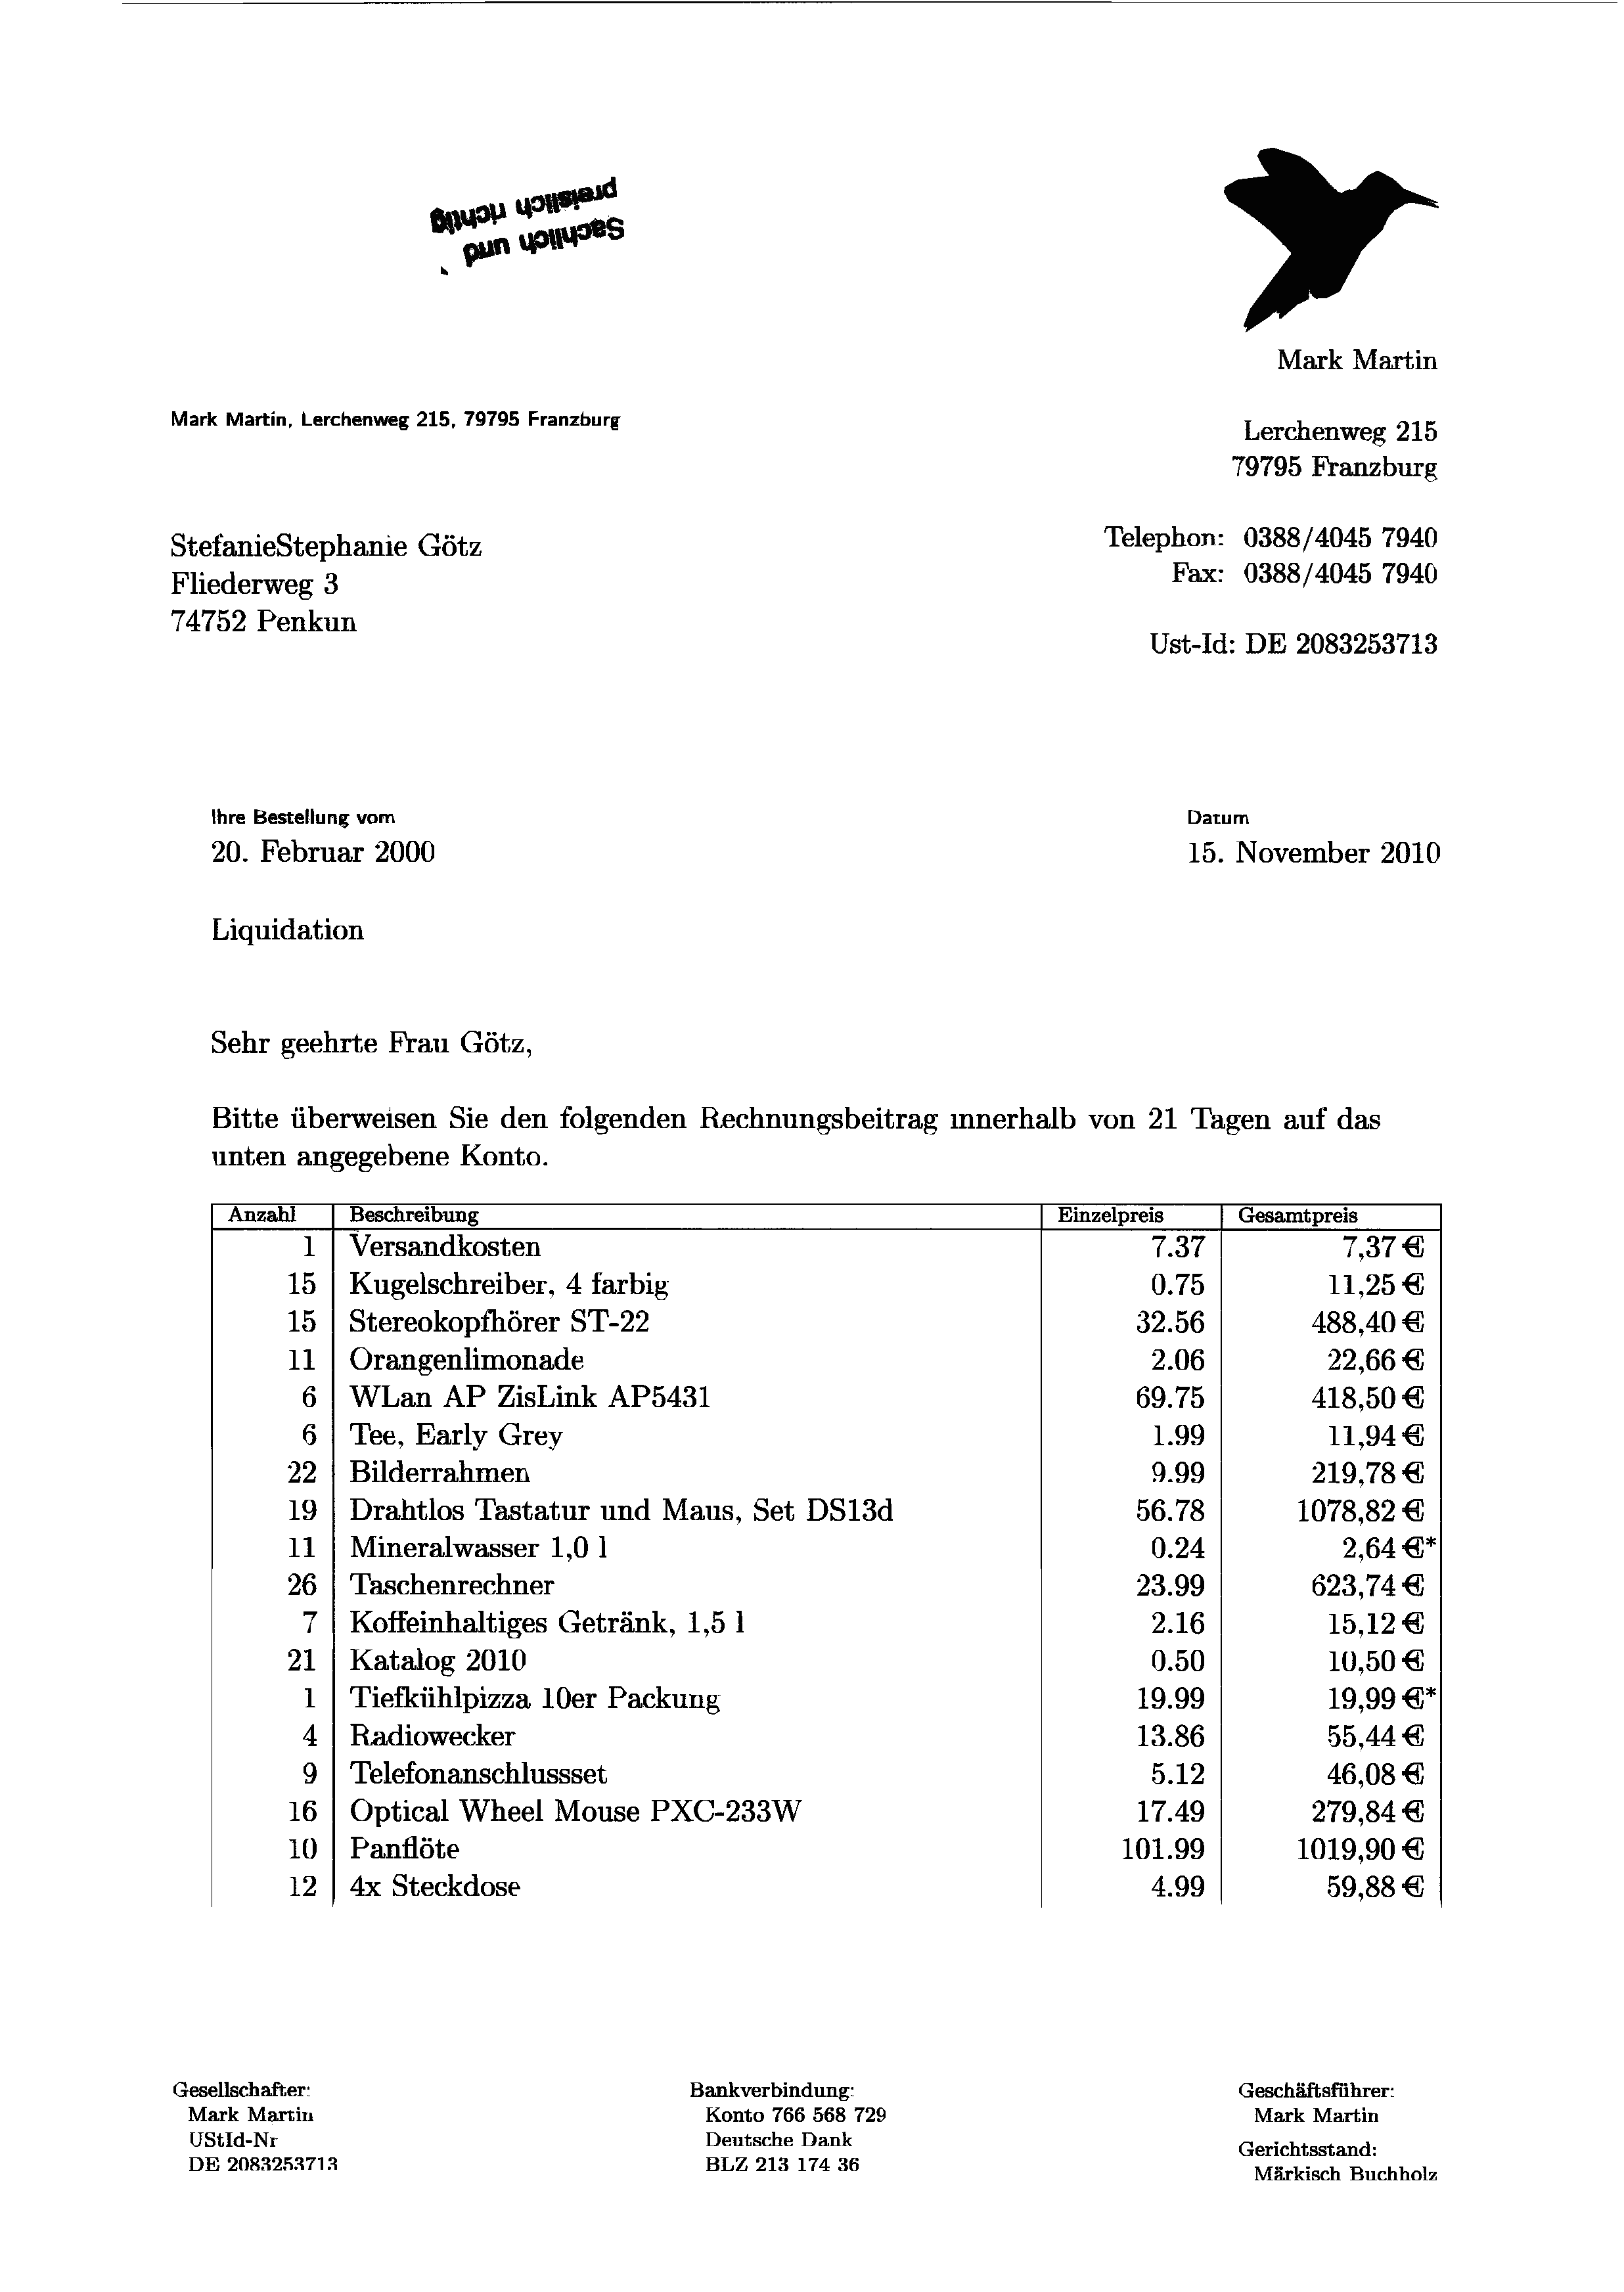 Sachlich und
preislich richtig
Mark Martin
Mark Martin, Lerchenweg 215, 79795 Franzburg
Lerchenweg 215
79795 Franzburg
StefanieStephanie Götz
Fliederweg 3
74752 Penkun
Telephon: 0388/4045 7940
Fax: 0388/4045 7940
Ust-Id: DE 2083253713
Ihre Bestellung vom Datum
20. Februar 2000 15. November 2010
Liquidation
Sehr geehrte Frau Götz,
Bitte überweisen Sie den folgenden Rechnungsbeitrag innerhalb von 21 Tagen auf das
unten angegebene Konto.
Anzahl Beschreibung Einzelpreis Gesamtpreis
1 Versandkosten 7.37 7,37 €
15 Kugelschreiber, 4 farbig 0.75 11,25 €
15 Stereokopfhörer ST-22 32.56 488,40 €
11 Orangenlimonade 2.06 22,66 €
6 WLan AP ZisLink AP5431 69.75 418,50 €
6 Tee, Early Grey 1.99 11,94 €
22 Bilderrahmen 9.99 219,78 €
19 Drahtlos Tastatur und Maus, Set DS13d 56.78 1078,82 €
11 Mineralwasser 1,0 l 0.24 2,64 €*
26 Taschenrechner 23.99 623,74 €
7 Koffeinhaltiges Getränk, 1,5 l 2.16 15,12 €
21 Katalog 2010 0.50 10,50 €
1 Tiefkühlpizza 10er Packung 19.99 19,99 €*
4 Radiowecker 13.86 55,44 €
9 Telefonanschlussset 5.12 46,08 €
16 Optical Wheel Mouse PXC-233W 17.49 279,84 €
10 Panflöte 101.99 1019,90 €
12 4x Steckdose 4.99 59,88 €
Gesellschafter:
Mark Martin
UStId-Nr
DE 2083253713
Bankverbindung:
Konto 766 568 729
Deutsche Dank
BLZ 213 174 36
Geschäftsführer:
Mark Martin
Gerichtsstand:
Märkisch Buchholz